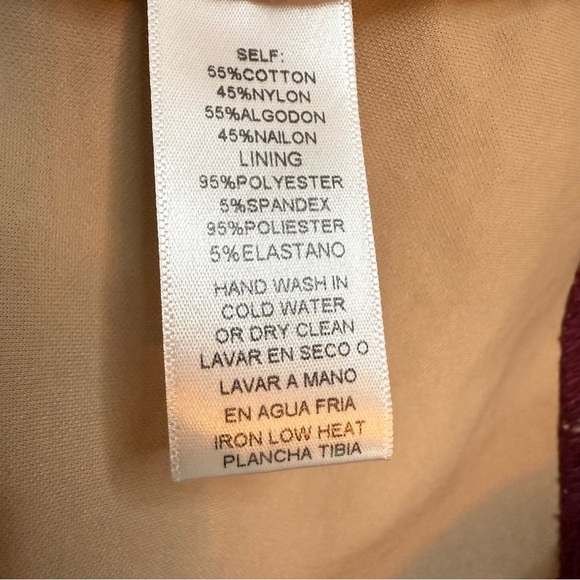 SELF:
55%COTTON
45%NYLON
55%ALGODON
45%NAILON
LINING
95%POLYESTER
5%SPANDEX
95%POLIESTER
5%ELASTANO
HAND WASH IN
COLD WATER
OR DRY CLEAN
LAVAR EN SECO O
LAVAR A MANO
EN AGUA FRIA
IRON LOW HEAT
PLANCHA TIBIA